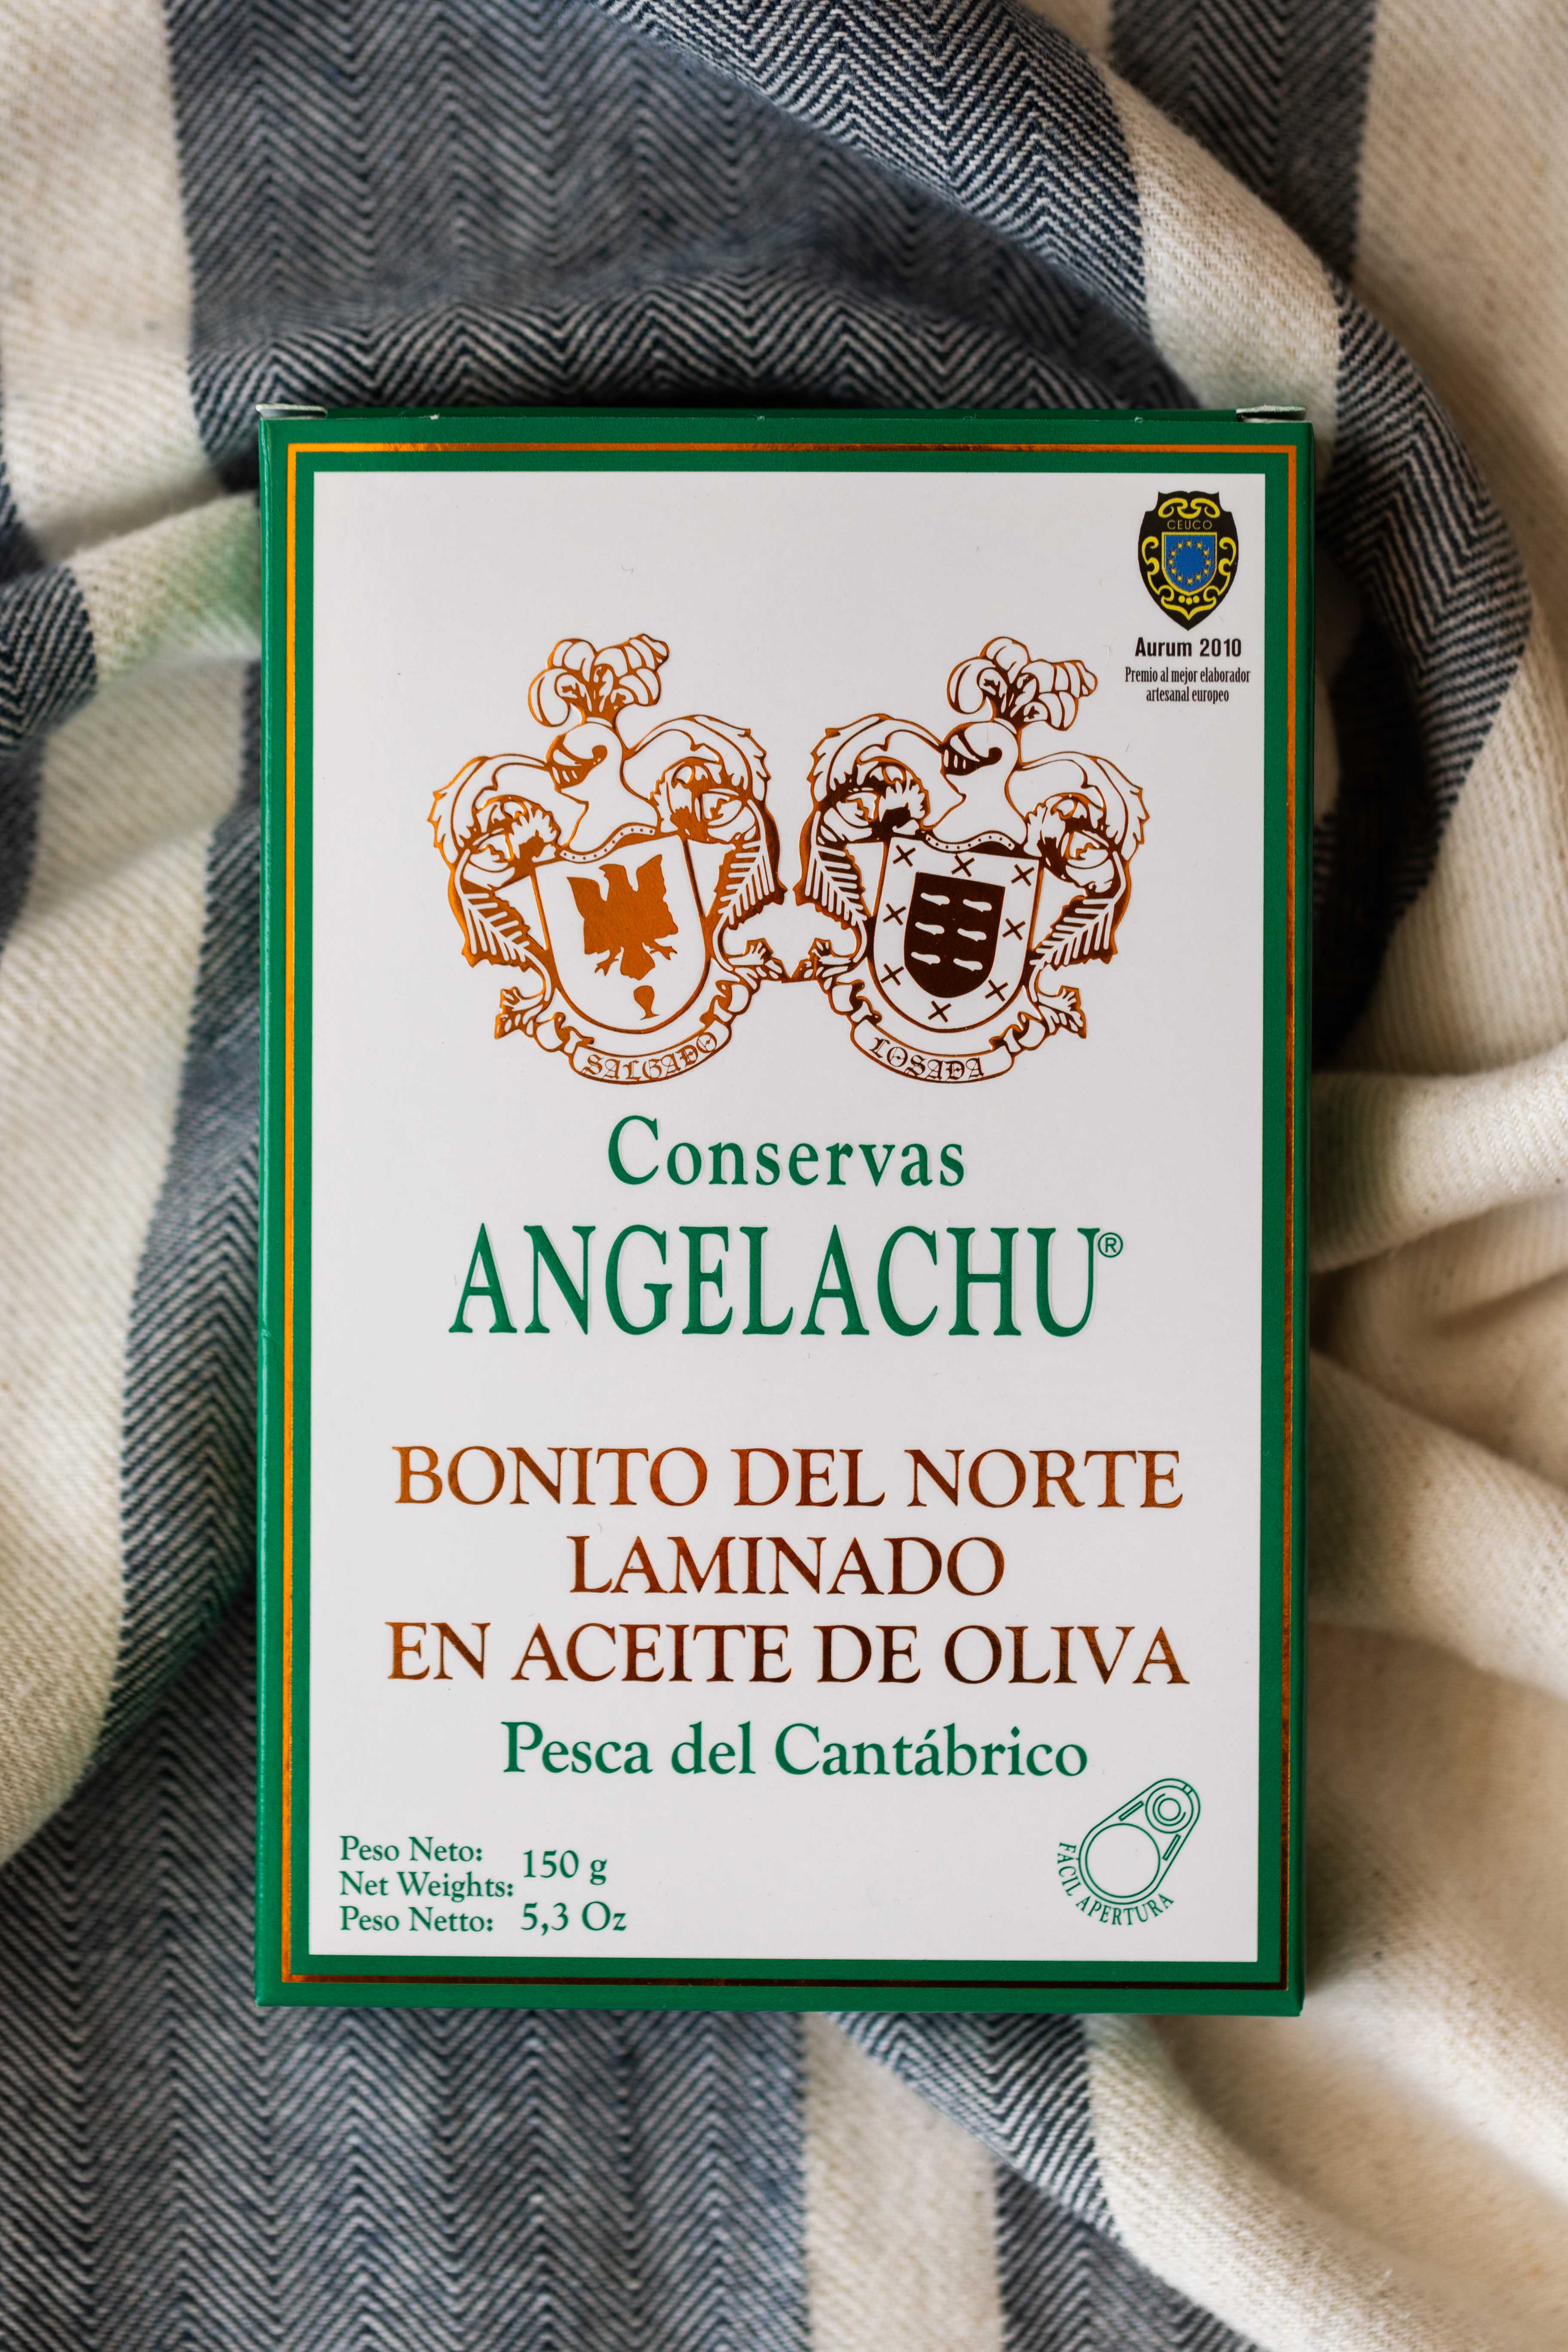 CEUCO
Aurum 2010
Premio al mejor elaborador
artesanal europeo
SALGADO
LOSADA
Conservas
ANGELACHU®
BONITO DEL NORTE
LAMINADO
EN ACEITE DE OLIVA
Pesca del Cantábrico
Peso Neto:
Net Weights:
Peso Netto:
150 g
5,3 Oz
FÁCIL APERTURA